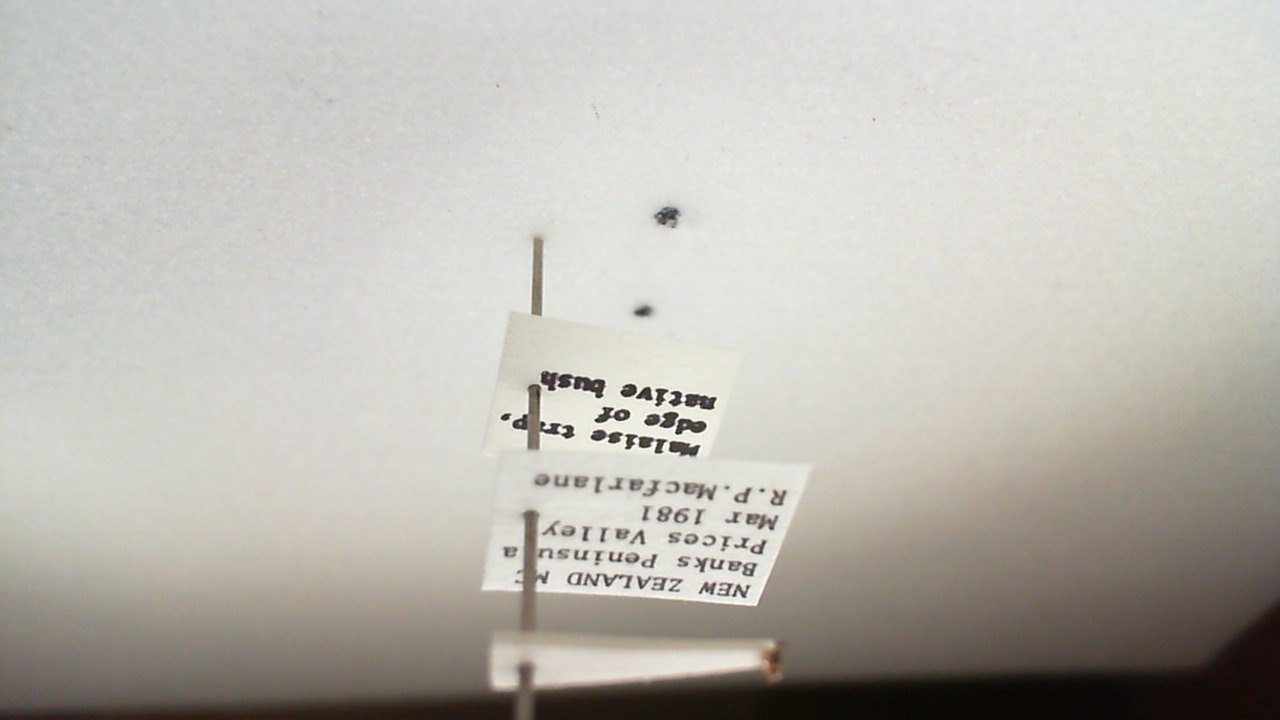 NEW ZEALAND MC
Banks Peninsula
Prices Valley
Mar 1981
R.P.Macfarlane
Malaise trap,
edge of
native bush